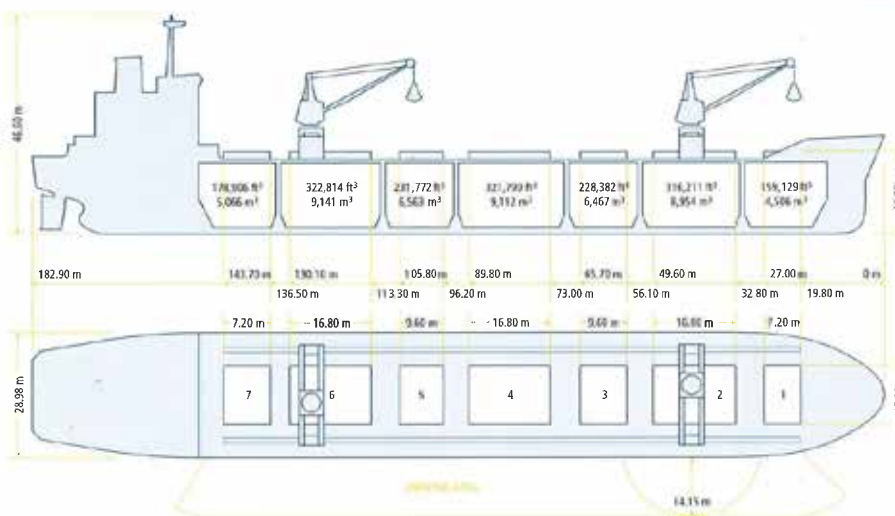 46.60 m
178,906 ft³
5,066 m³
322,814 ft³
9,141 m³
231,772 ft³
6,563 m³
321,790 ft³
9,112 m³
228,382 ft³
6,467 m³
316,211 ft³
8,954 m³
159,129 ft³
4,506 m³
182.90 m
143.70 m
130.10 m
105.80 m
89.80 m
65.70 m
49.60 m
27.00 m
0 m
136.50 m
113.30 m
96.20 m
73.00 m
56.10 m
32.80 m
19.80 m
7.20 m
16.80 m
9.60 m
16.80 m
9.60 m
16.80 m
7.20 m
28.98 m
7
6
5
4
3
2
1
14.15 m